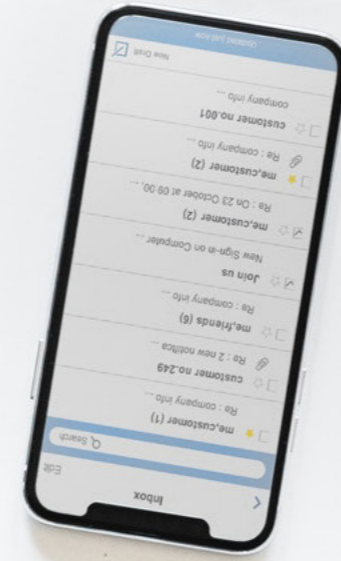 Inbox
Edit
Search
me,customer (1)
Re : company info ...
customer no.249
Re : 2 new notifica ...
me,friends (6)
Re : company info ...
Join us
New Sign-in on Computer ...
me,customer (2)
Re : On 23 October at 09:00, ...
me,customer (2)
Re : company info ...
customer no.001
company info ...
New Draft
Updated just now